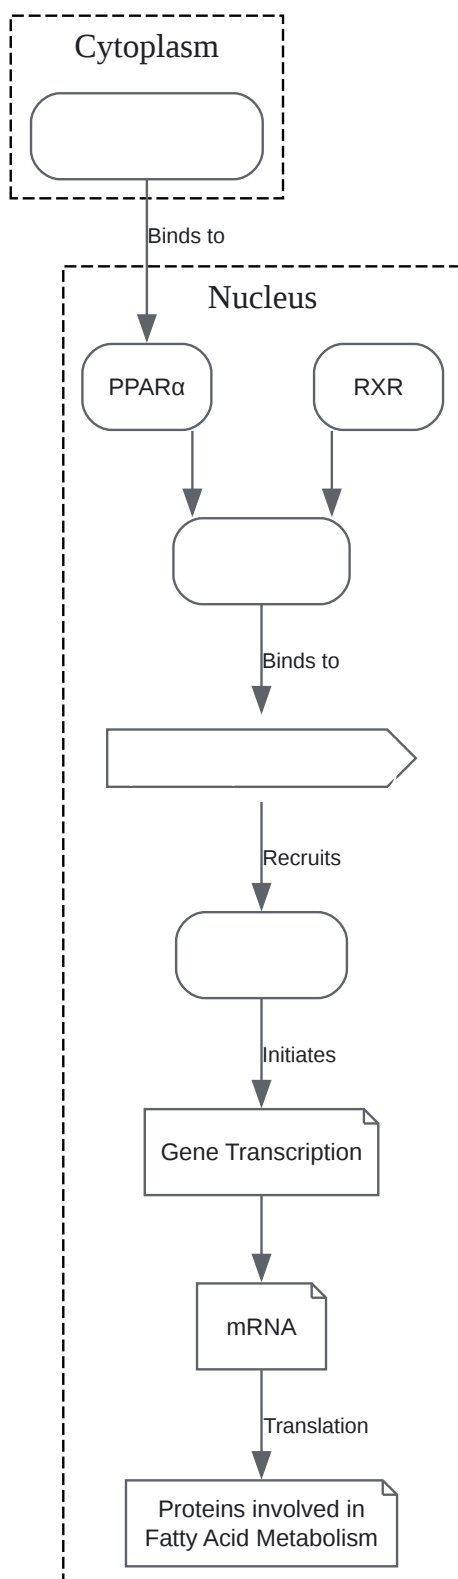 Cytoplasm
Binds to
Nucleus
PPARα
RXR
Binds to
Recruits
Initiates
Gene Transcription
mRNA
Translation
Proteins involved in
Fatty Acid Metabolism